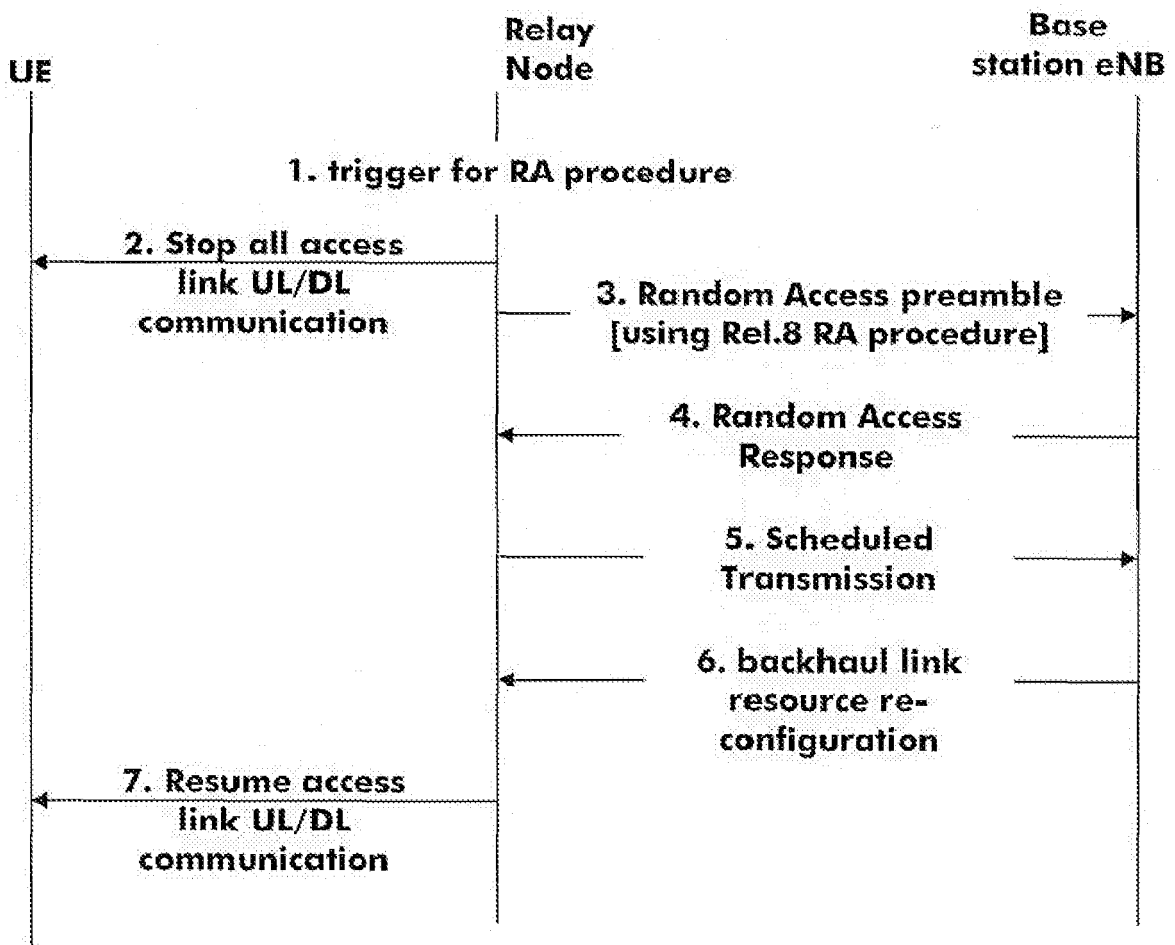 UE
Relay
Node
Base
station eNB
1. trigger for RA procedure
2. Stop all access
link UL/DL
communication
3. Random Access preamble
[using Rel.8 RA procedure]
4. Random Access
Response
5. Scheduled
Transmission
6. backhaul link
resource re-
configuration
7. Resume access
link UL/DL
communication